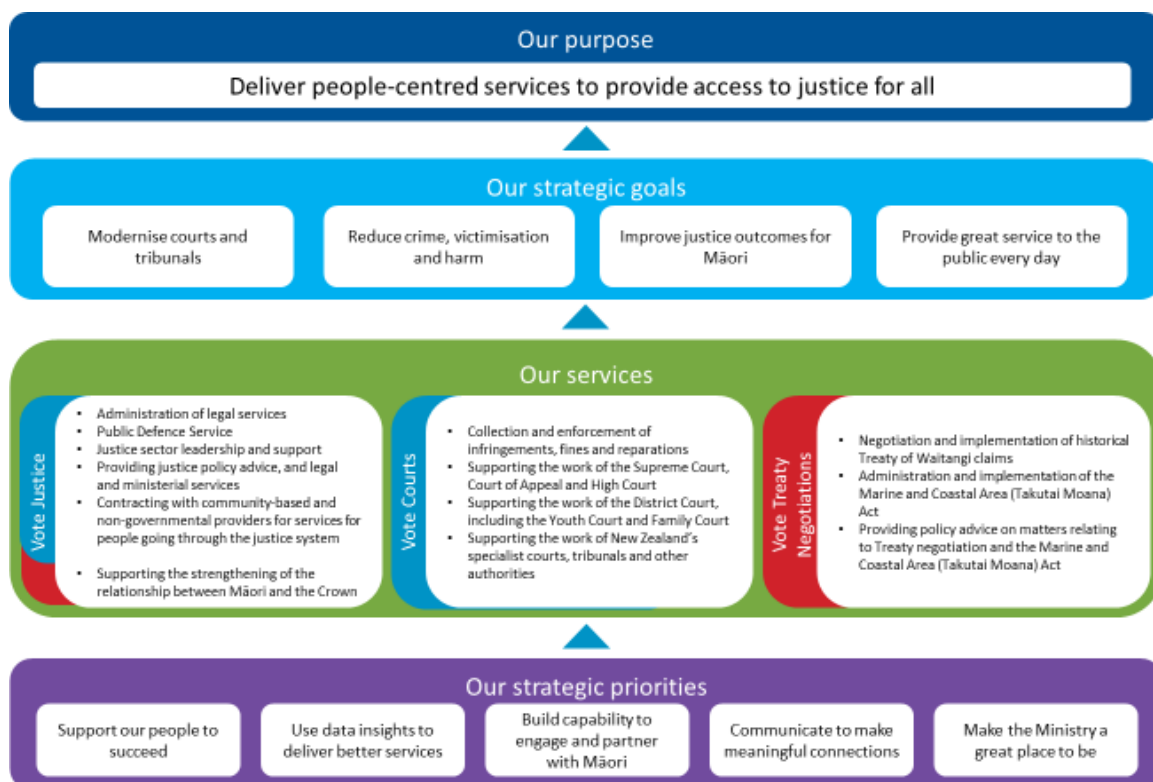 Our purpose
Deliver people-centred services to provide access to justice for all
Our strategic goals
Modernise courts and
tribunals
Reduce crime, victimisation
and harm
Improve justice outcomes for
Māori
Provide great service to the
public every day
Our services
Vote Justice
▪ Administration of legal services
▪ Public Defence Service
▪ Justice sector leadership and support
▪ Providing justice policy advice, and legal
and ministerial services
▪ Contracting with community-based and
non-governmental providers for services for
people going through the justice system
▪ Supporting the strengthening of the
relationship between Māori and the Crown
Vote Courts
▪ Collection and enforcement of
infringements, fines and reparations
▪ Supporting the work of the Supreme Court,
Court of Appeal and High Court
▪ Supporting the work of the District Court,
including the Youth Court and Family Court
▪ Supporting the work of New Zealand's
specialist courts, tribunals and other
authorities
Vote Treaty
Negotiations
▪ Negotiation and implementation of historical
Treaty of Waitangi claims
▪ Administration and implementation of the
Marine and Coastal Area (Takutai Moana)
Act
▪ Providing policy advice on matters relating
to Treaty negotiation and the Marine and
Coastal Area (Takutai Moana) Act
Our strategic priorities
Support our people to
succeed
Use data insights to
deliver better services
Build capability to
engage and partner
with Māori
Communicate to make
meaningful connections
Make the Ministry a
great place to be